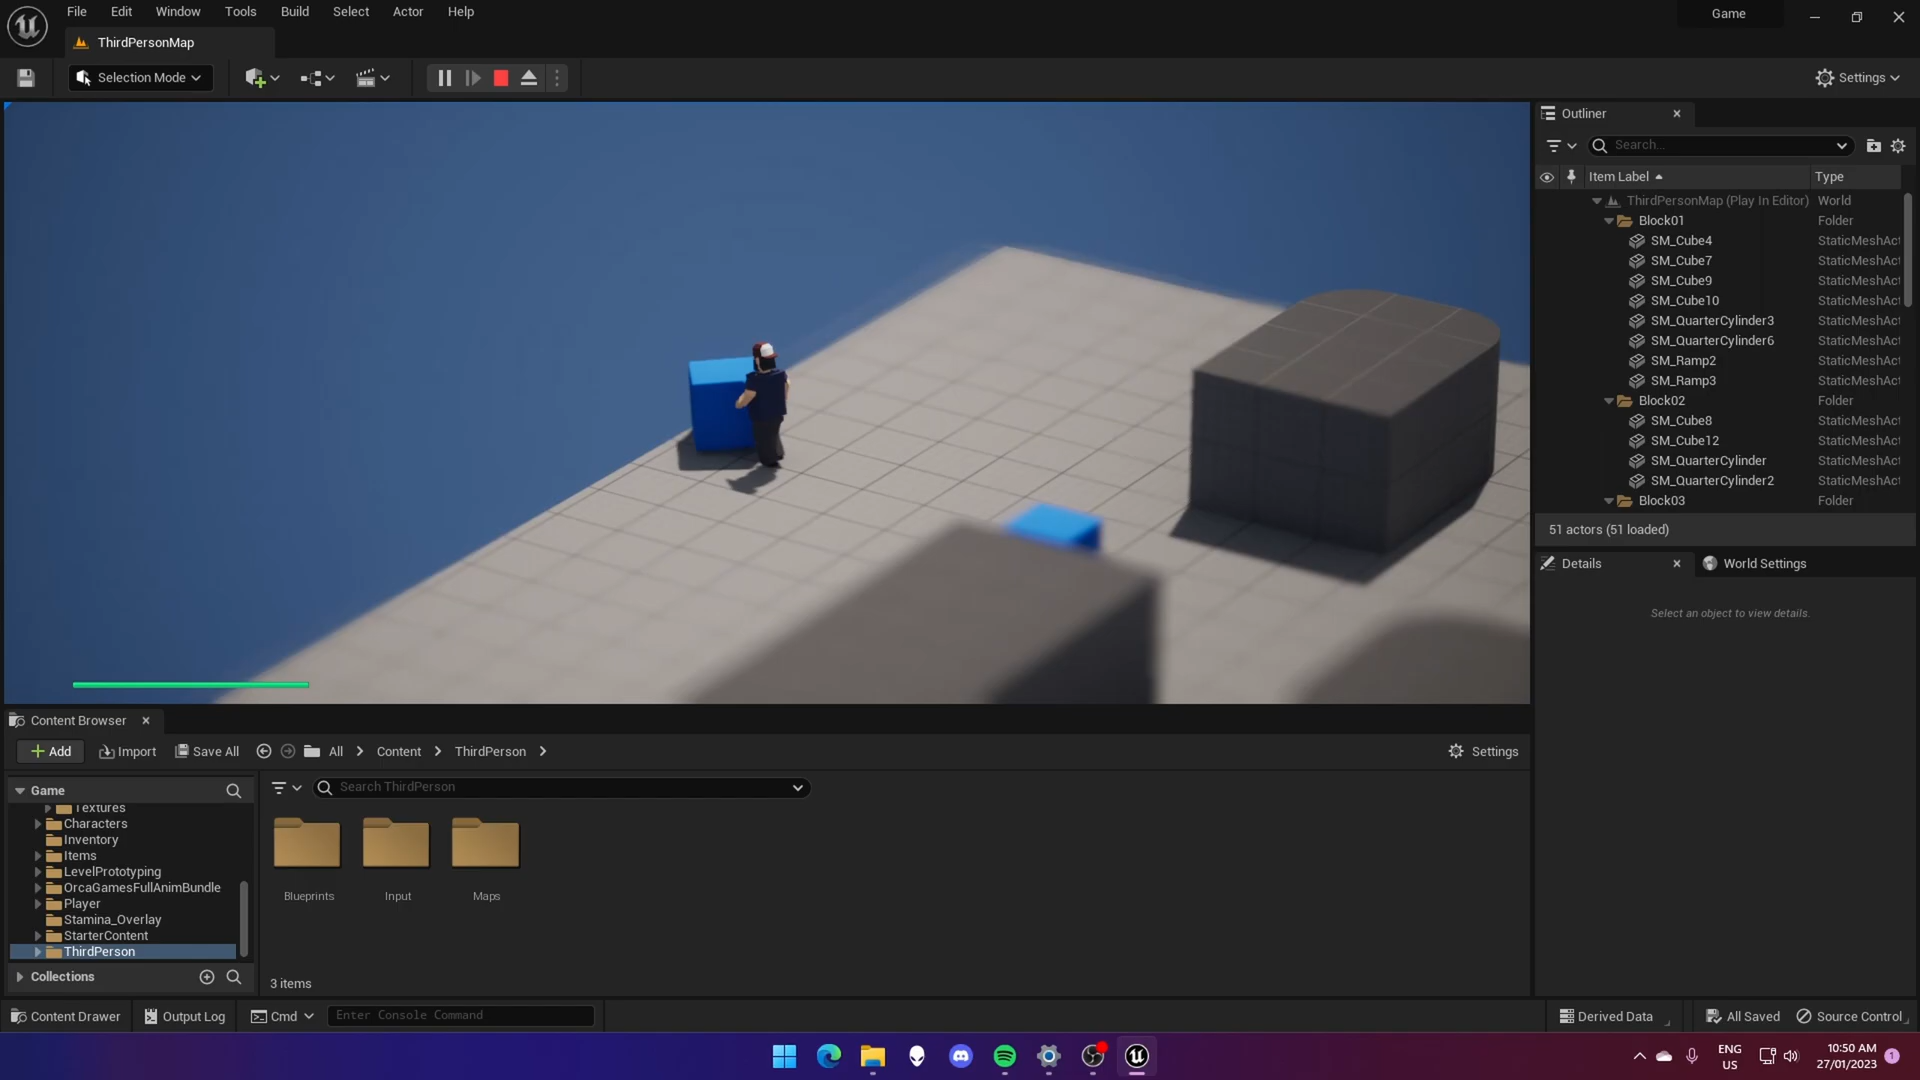 File Edit Window Tools Build Select Actor Help
Game
ThirdPersonMap
Selection Mode
Settings
Outliner
Search...
Item Label Type
ThirdPersonMap (Play In Editor) World
Block01 Folder
SM_Cube4 StaticMeshAct
SM_Cube7 StaticMeshAct
SM_Cube9 StaticMeshAct
SM_Cube10 StaticMeshAct
SM_QuarterCylinder3 StaticMeshAct
SM_QuarterCylinder6 StaticMeshAct
SM_Ramp2 StaticMeshAct
SM_Ramp3 StaticMeshAct
Block02 Folder
SM_Cube8 StaticMeshAct
SM_Cube12 StaticMeshAct
SM_QuarterCylinder StaticMeshAct
SM_QuarterCylinder2 StaticMeshAct
Block03 Folder
51 actors (51 loaded)
Details World Settings
Select an object to view details.
Content Browser
Add Import Save All All Content ThirdPerson Settings
Game
Search ThirdPerson
Textures
Characters
Inventory
Items
LevelPrototyping
OrcaGamesFullAnimBundle
Player
Stamina_Overlay
StarterContent
ThirdPerson
Collections
Blueprints Input Maps
3 items
Content Drawer Output Log Cmd Enter Console Command Derived Data All Saved Source Control
ENG
US
10:50 AM
27/01/2023
1